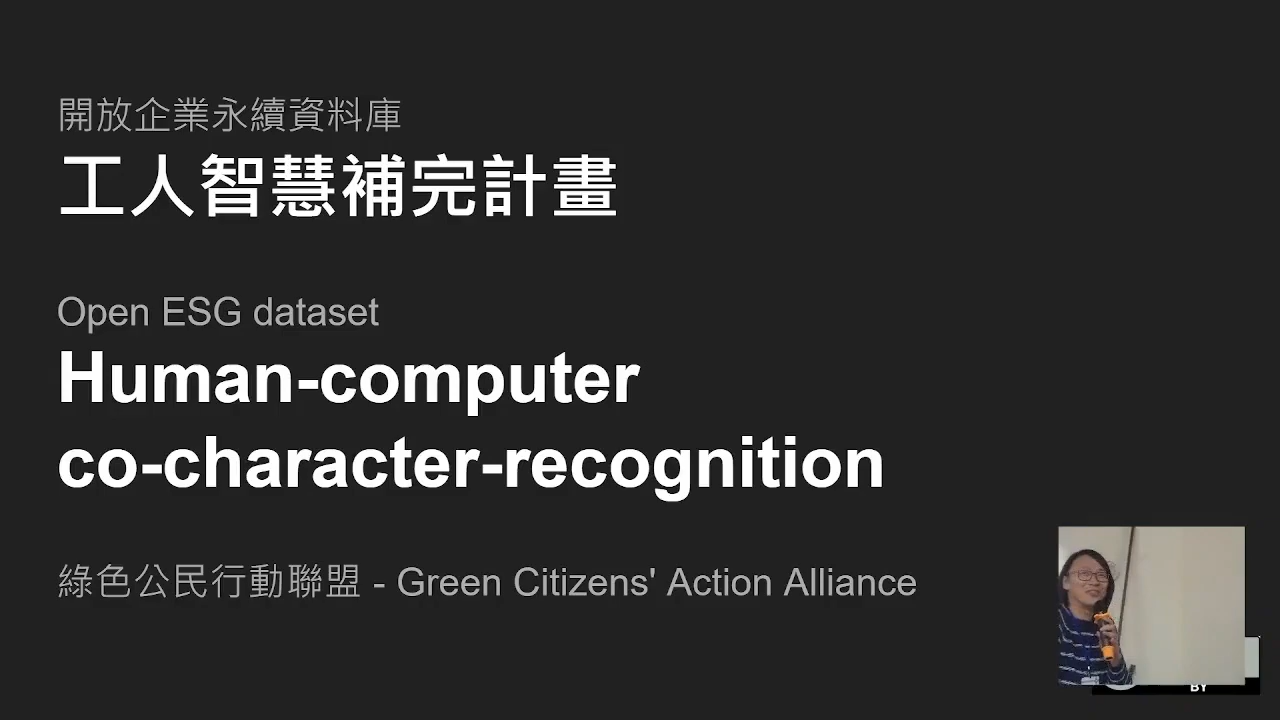 開放企業永續資料庫
工人智慧補完計畫
Open ESG dataset
Human-computer
co-character-recognition
綠色公民行動聯盟 - Green Citizens' Action Alliance
BY